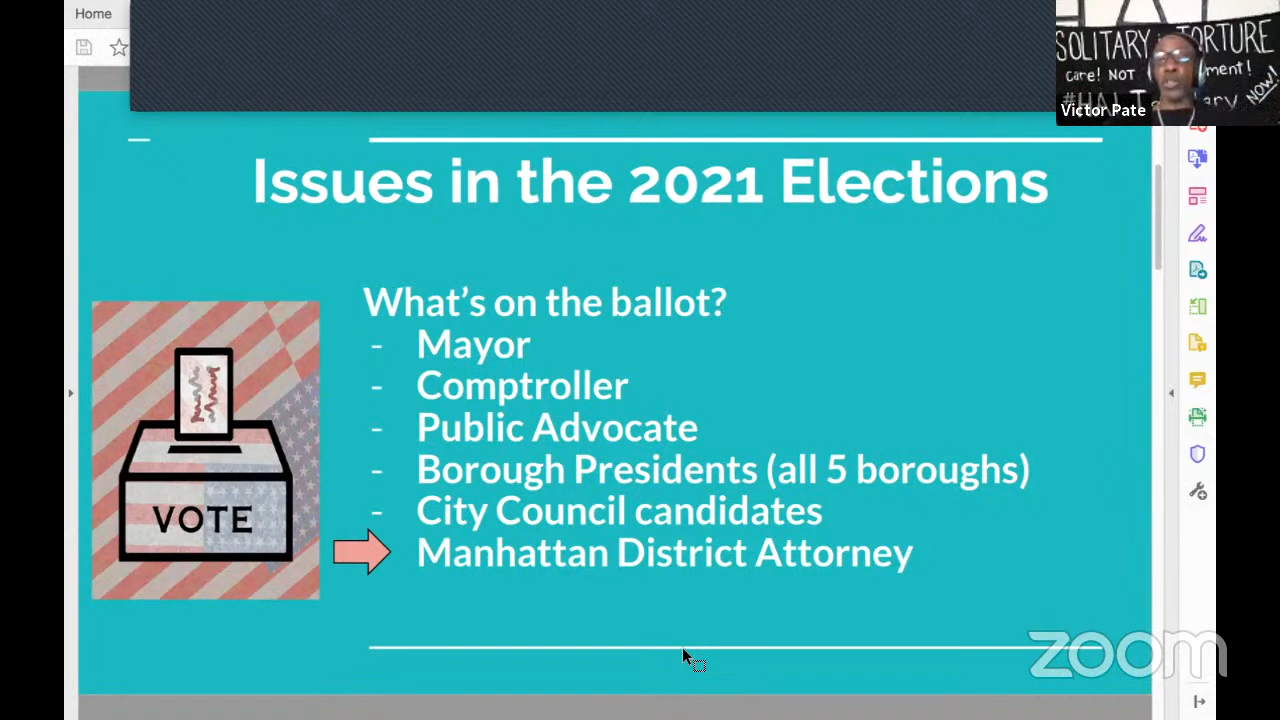 Home
SOLITARY TORTURE
care! NOT ment!
NOW!
Victor Pate
Issues in the 2021 Elections
What's on the ballot?
- Mayor
- Comptroller
- Public Advocate
- Borough Presidents (all 5 boroughs)
- City Council candidates
Manhattan District Attorney
VOTE
zoom